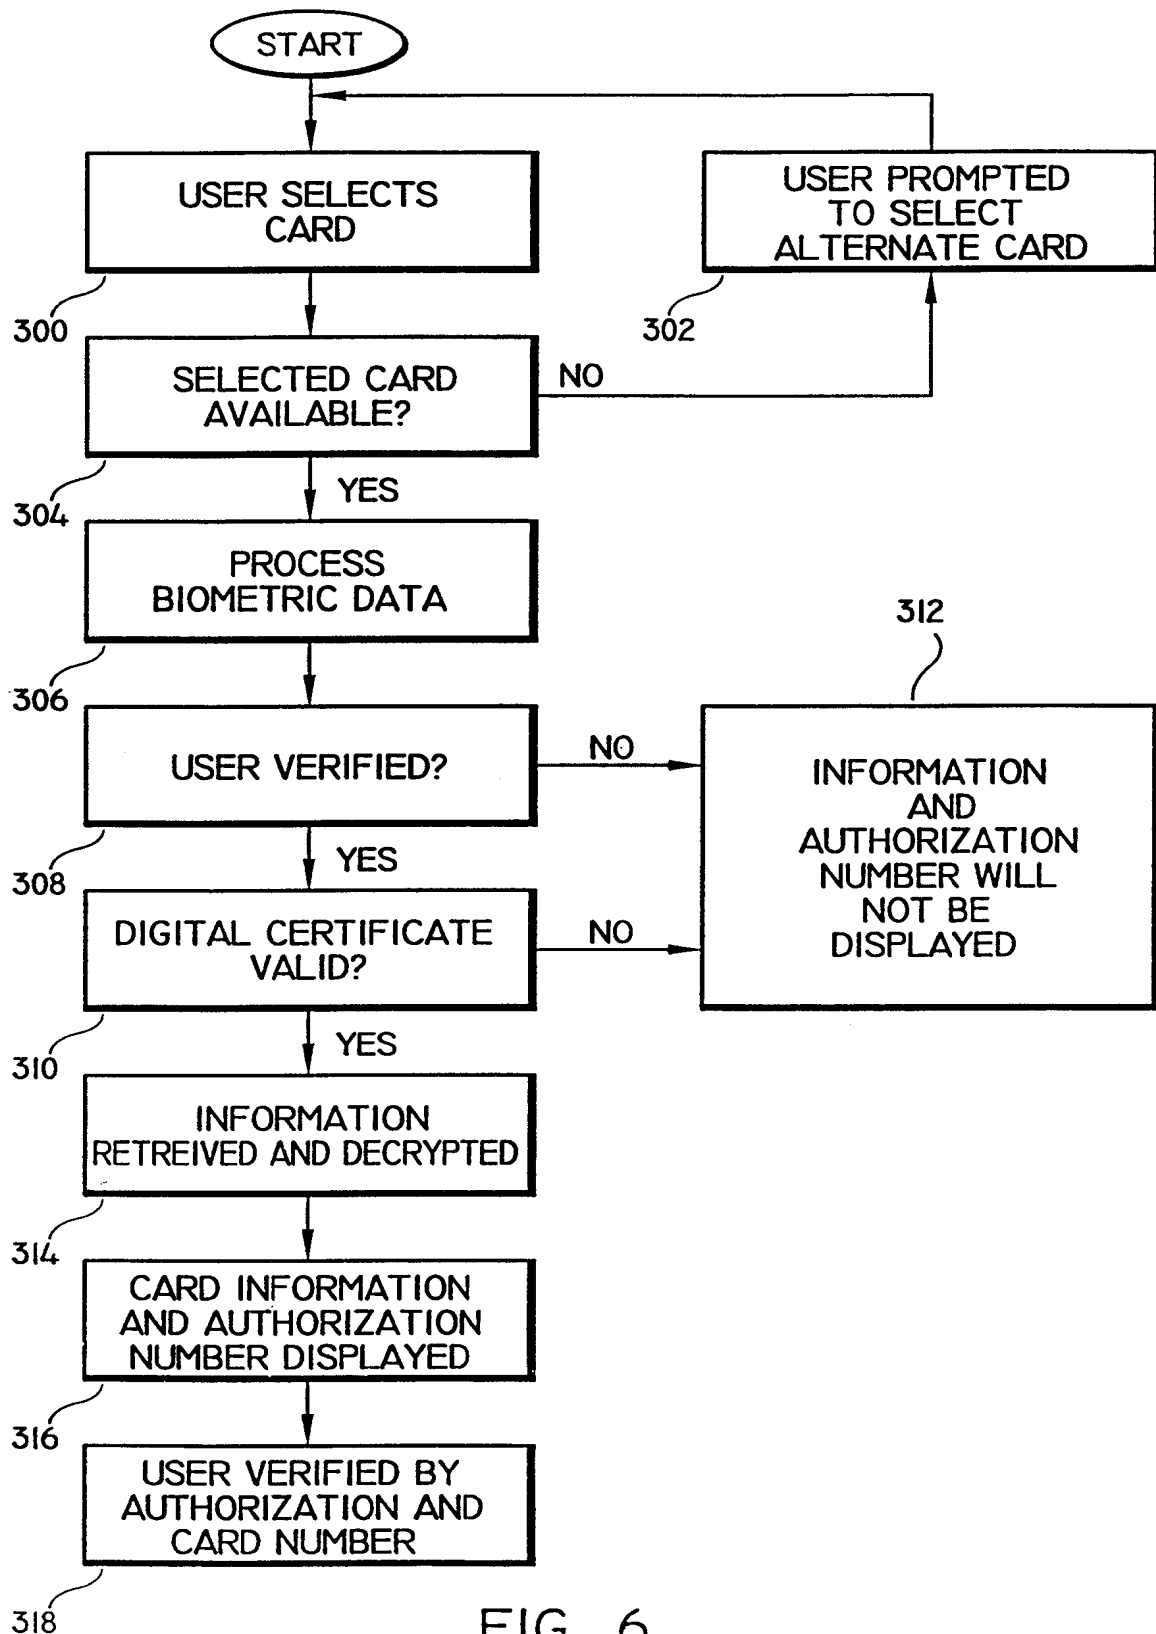 START
USER SELECTS
CARD
300
USER PROMPTED
TO SELECT
ALTERNATE CARD
302
SELECTED CARD
AVAILABLE?
NO
304
YES
PROCESS
BIOMETRIC DATA
306
312
USER VERIFIED?
NO
INFORMATION
AND
AUTHORIZATION
NUMBER WILL
NOT BE
DISPLAYED
308
YES
DIGITAL CERTIFICATE
VALID?
NO
310
YES
INFORMATION
RETREIVED AND DECRYPTED
314
CARD INFORMATION
AND AUTHORIZATION
NUMBER DISPLAYED
316
USER VERIFIED BY
AUTHORIZATION AND
CARD NUMBER
318
FIG. 6